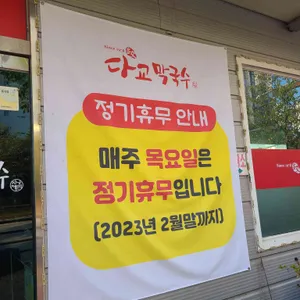 다교막국수
정기휴무 안내
매주 목요일은
정기휴무입니다
(2023년 2월말까지)
수